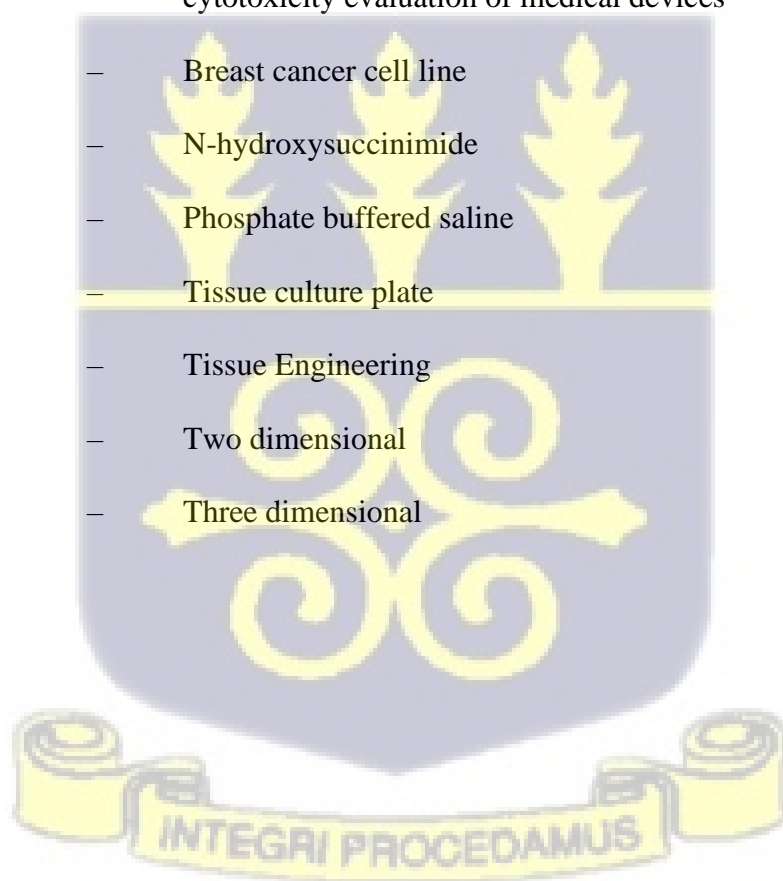 cytotoxicity evaluation of medical devices
– Breast cancer cell line
– N-hydroxysuccinimide
– Phosphate buffered saline
– Tissue culture plate
– Tissue Engineering
– Two dimensional
– Three dimensional
INTEGRI PROCEDAMUS